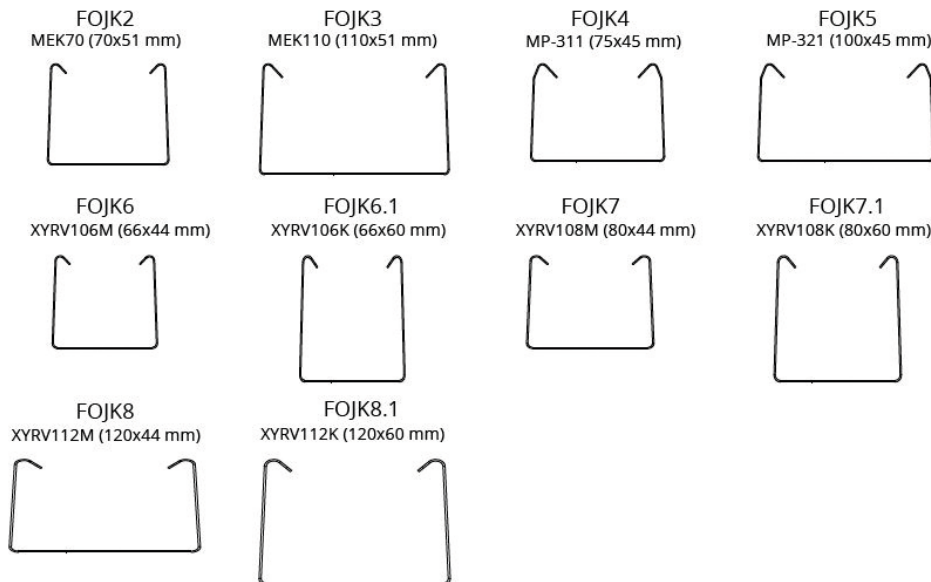 FOJK2
MEK70 (70x51 mm)
FOJK3
MEK110 (110x51 mm)
FOJK4
MP-311 (75x45 mm)
FOJK5
MP-321 (100x45 mm)
FOJK6
XYRV106M (66x44 mm)
FOJK6.1
XYRV106K (66x60 mm)
FOJK7
XYRV108M (80x44 mm)
FOJK7.1
XYRV108K (80x60 mm)
FOJK8
XYRV112M (120x44 mm)
FOJK8.1
XYRV112K (120x60 mm)